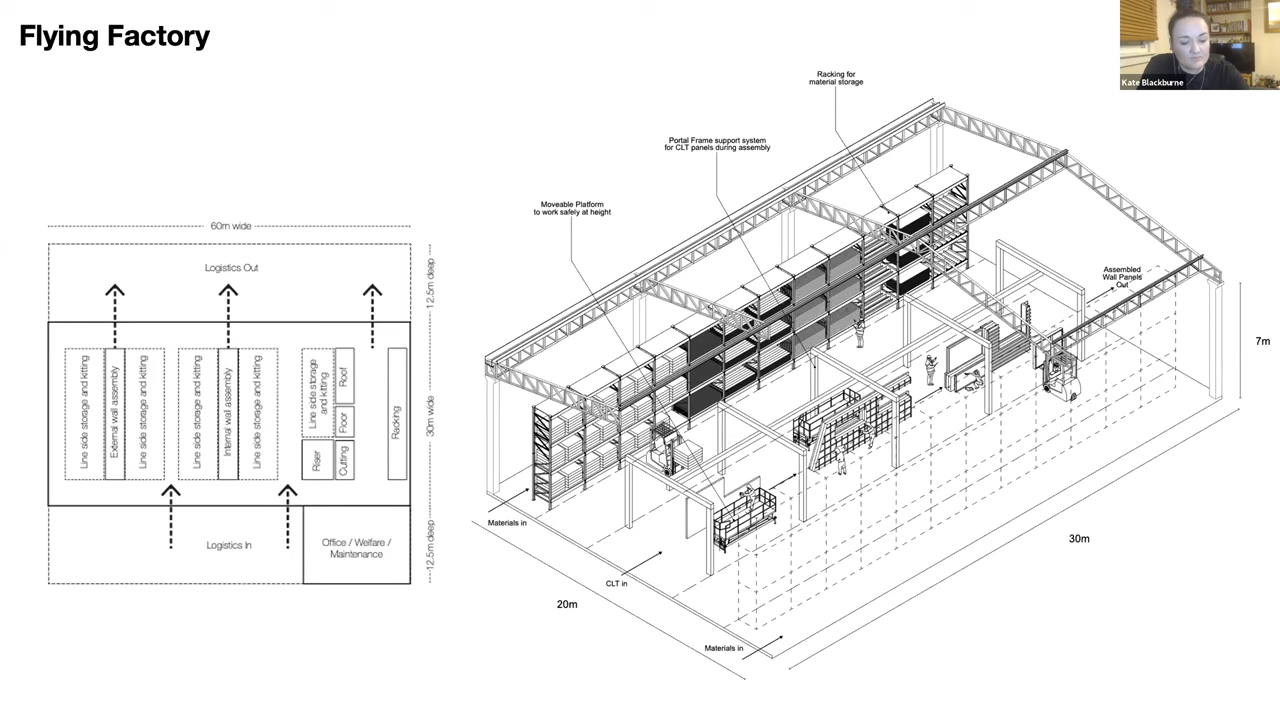 Flying Factory
Kate Blackburne
60m wide
Logistics Out
12.5m deep
Line side storage and kitting
External wall assembly
Line side storage and kitting
Line side storage and kitting
Internal wall assembly
Line side storage and kitting
Line side storage
and kitting
Roof
Floor
Riser
Cutting
Racking
30m wide
Logistics In
Office / Welfare /
Maintenance
12.5m deep
Racking for
material storage
Portal Frame support system
for CLT panels during assembly
Moveable Platform
to work safely at height
Assembled
Wall Panels
Out
7m
Materials in
CLT in
20m
30m
Materials in